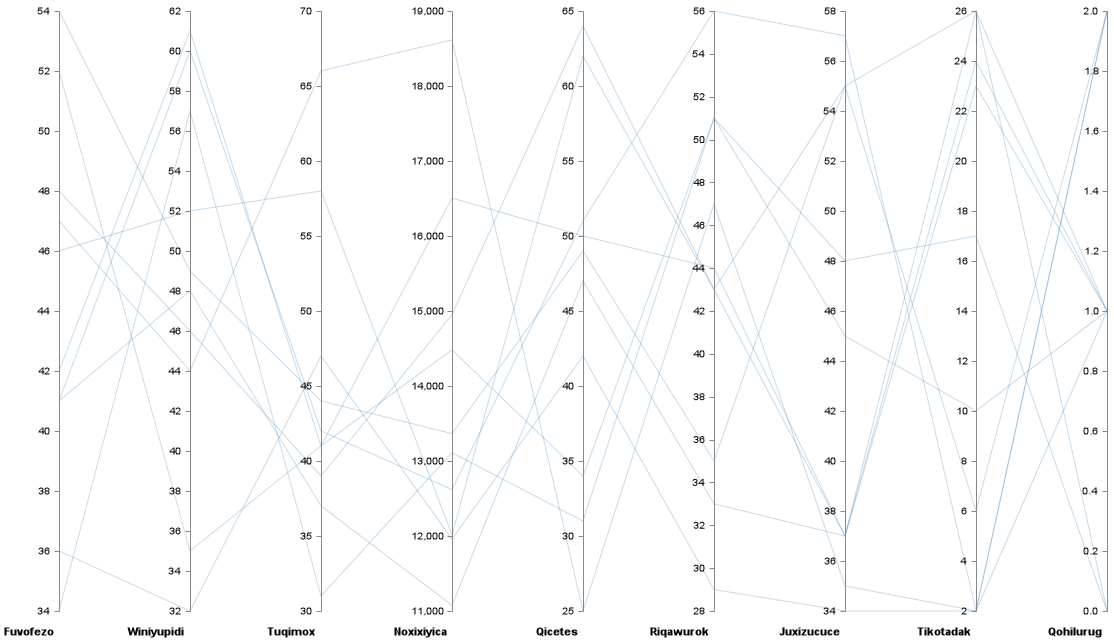 54 62 70 19,000 65 56 58 26 2.0
52 60 65 18,000 60 54 56 24 1.8
50 58 60 17,000 55 52 54 22 1.6
48 56 55 16,000 50 50 52 20 1.4
46 54 50 15,000 45 48 50 18 1.2
44 52 45 14,000 40 46 48 16 1.0
42 50 40 13,000 35 44 46 14 0.8
40 48 35 12,000 30 42 44 12 0.6
38 46 30 11,000 25 40 42 10 0.4
36 44 38 40 8 0.2
34 42 36 38 6 0.0
40 34 36 4
38 32 34 2
36 30
34 28
32
Fuvofezo Winiyupidi Tuqimox Noxixiyica Qicetes Riqawurok Juxizucuce Tikotadak Qohilurug